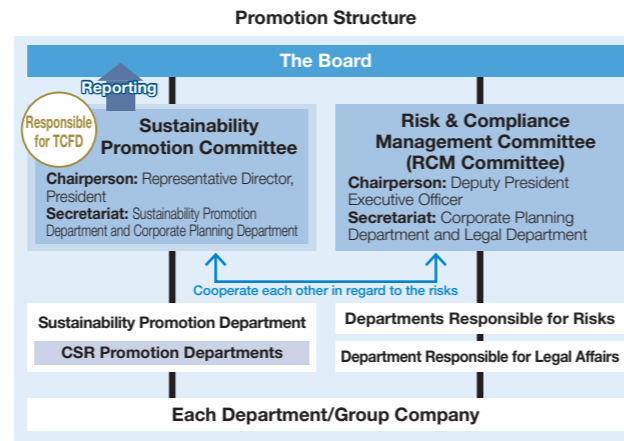 Promotion Structure
The Board
Reporting
Responsible
for TCFD
Sustainability
Promotion Committee
Chairperson: Representative Director,
President
Secretariat: Sustainability Promotion
Department and Corporate Planning Department
Risk & Compliance
Management Committee
(RCM Committee)
Chairperson: Deputy President
Executive Officer
Secretariat: Corporate Planning
Department and Legal Department
Cooperate each other in regard to the risks
Sustainability Promotion Department
CSR Promotion Departments
Departments Responsible for Risks
Department Responsible for Legal Affairs
Each Department/Group Company